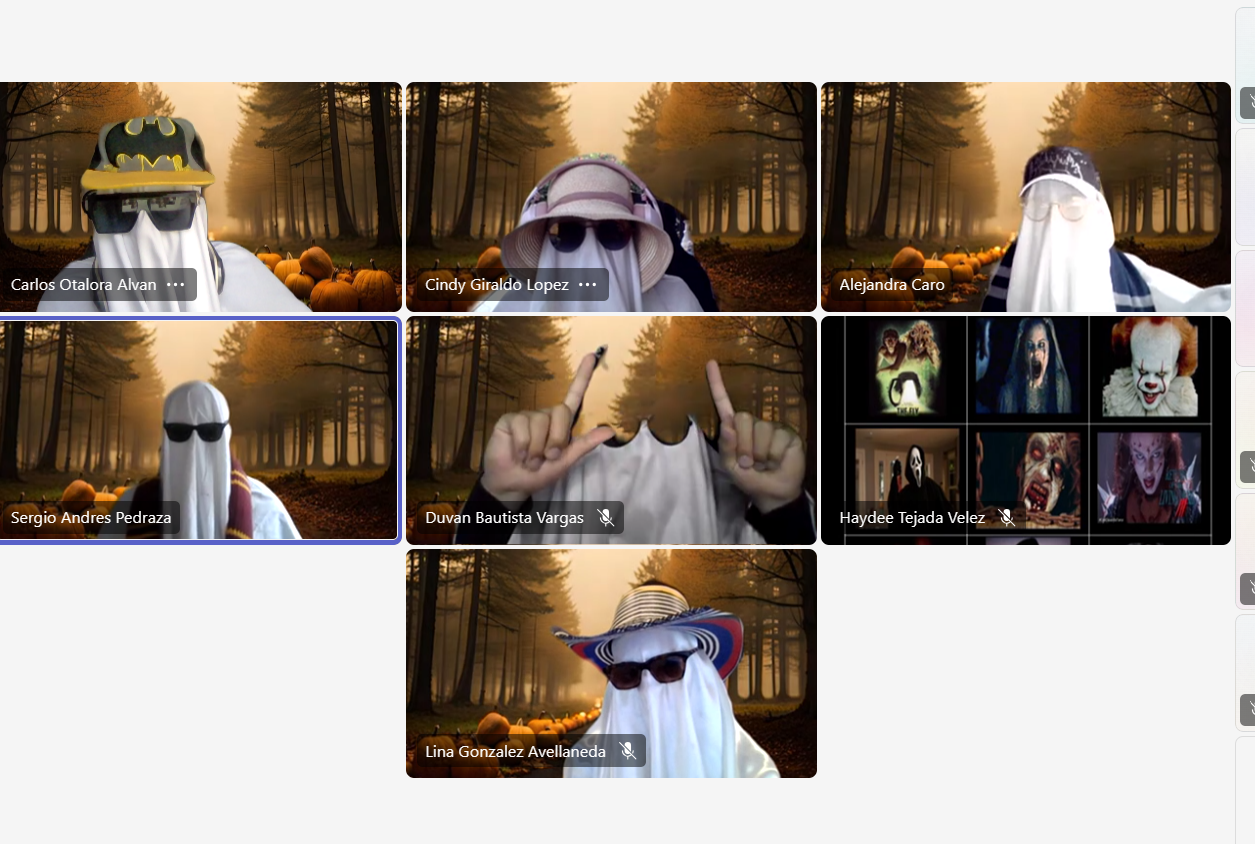 Carlos Otalora Alvan
Cindy Giraldo Lopez
Alejandra Caro
Sergio Andres Pedraza
Duvan Bautista Vargas
Haydee Tejada Velez
Lina Gonzalez Avellaneda